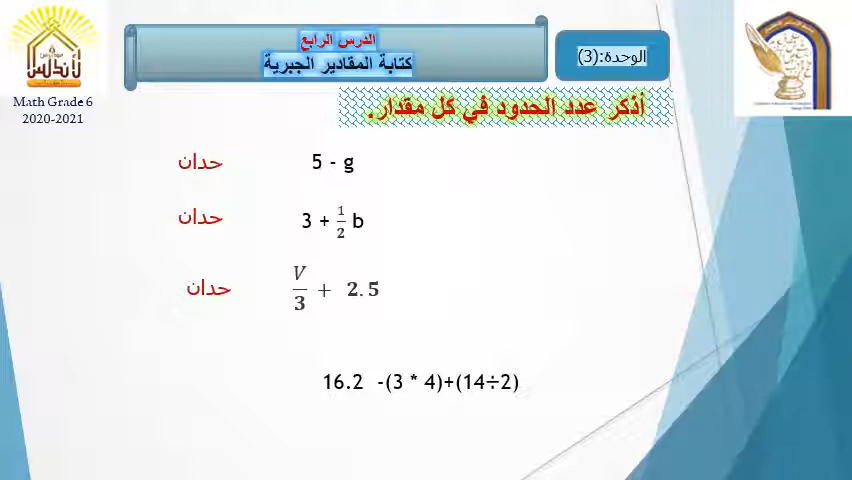 الدرس الرابع
كتابة المقادير الجبرية
الوحدة:(3)
Math Grade 6
2020-2021
أذكر عدد الحدود في كل مقدار.
5 - g حدان
3 + 1/2 b حدان
V/3 + 2.5 حدان
16.2 -(3 * 4)+(14÷2)